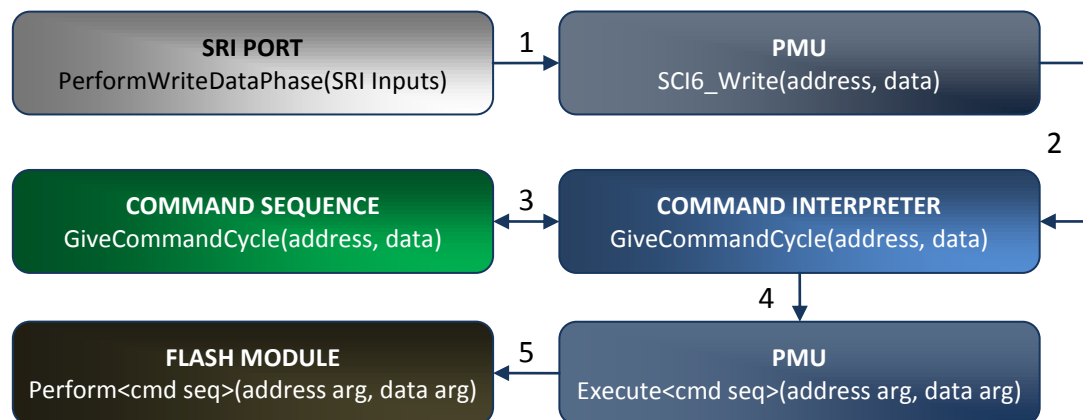 SRI PORT
PerformWriteDataPhase(SRI Inputs)
1
PMU
SCI6_Write(address, data)
2
COMMAND SEQUENCE
GiveCommandCycle(address, data)
3
COMMAND INTERPRETER
GiveCommandCycle(address, data)
4
FLASH MODULE
Perform<cmd seq>(address arg, data arg)
5
PMU
Execute<cmd seq>(address arg, data arg)